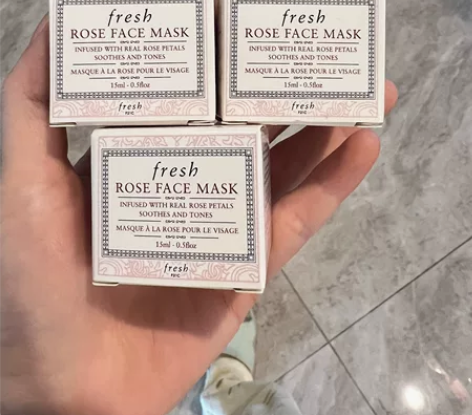 fresh
ROSE FACE MASK
INFUSED WITH REAL ROSE PETALS
SOOTHES AND TONES
MASQUE À LA ROSE POUR LE VISAGE
15ml · 0.5floz
fresh
fresh
ROSE FACE MASK
INFUSED WITH REAL ROSE PETALS
SOOTHES AND TONES
MASQUE À LA ROSE POUR LE VISAGE
15ml · 0.5floz
fresh
fresh
ROSE FACE MASK
INFUSED WITH REAL ROSE PETALS
SOOTHES AND TONES
MASQUE À LA ROSE POUR LE VISAGE
15ml · 0.5floz
fresh